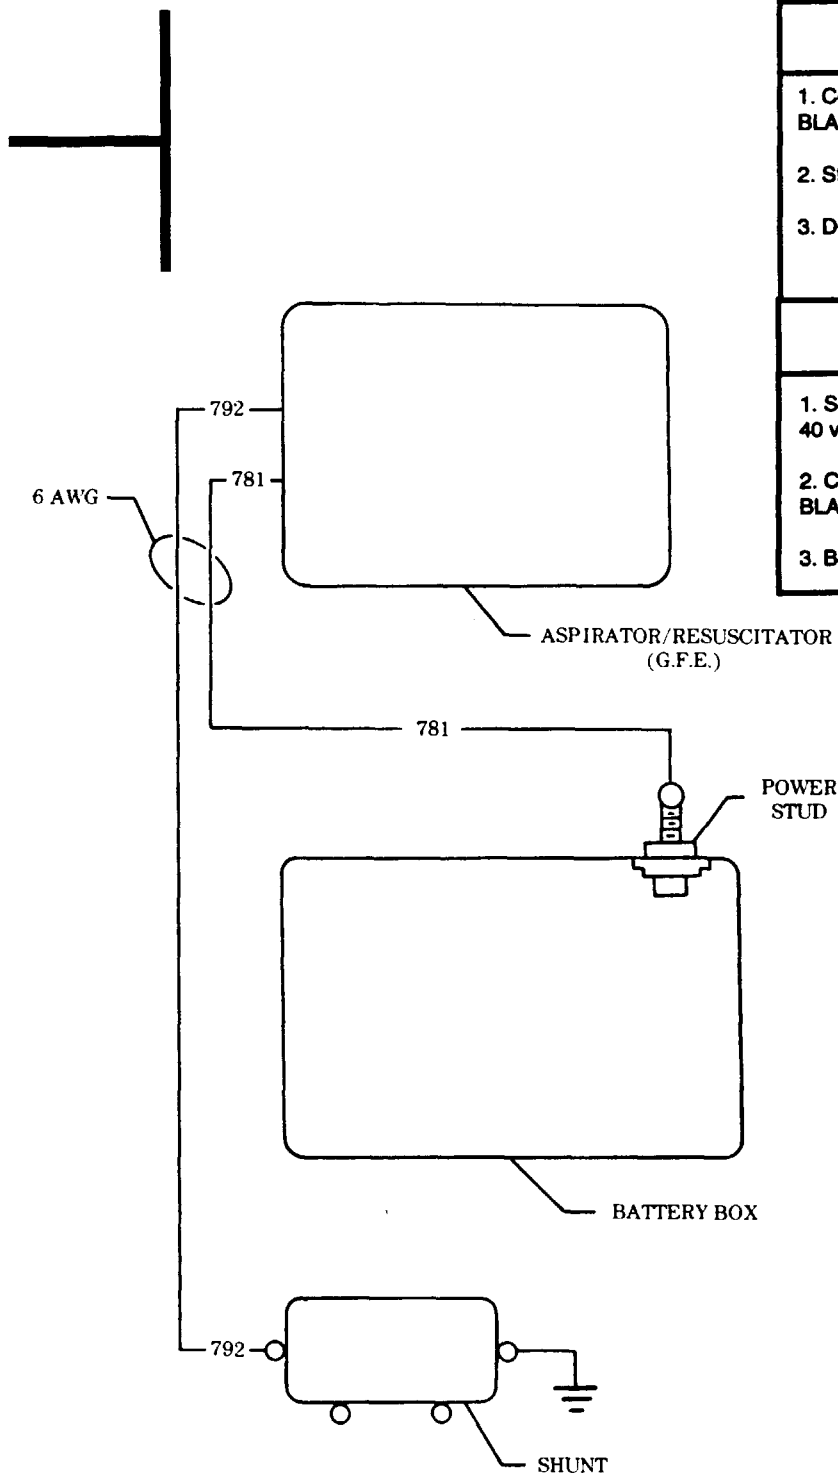 1. C
BLA
2. S
3. D
792
781
6 AWG
1. S
40 v
2. C
BLA
3. B
ASPIRATOR/RESUSCITATOR
(G.F.E.)
781
POWER
STUD
BATTERY BOX
792
SHUNT